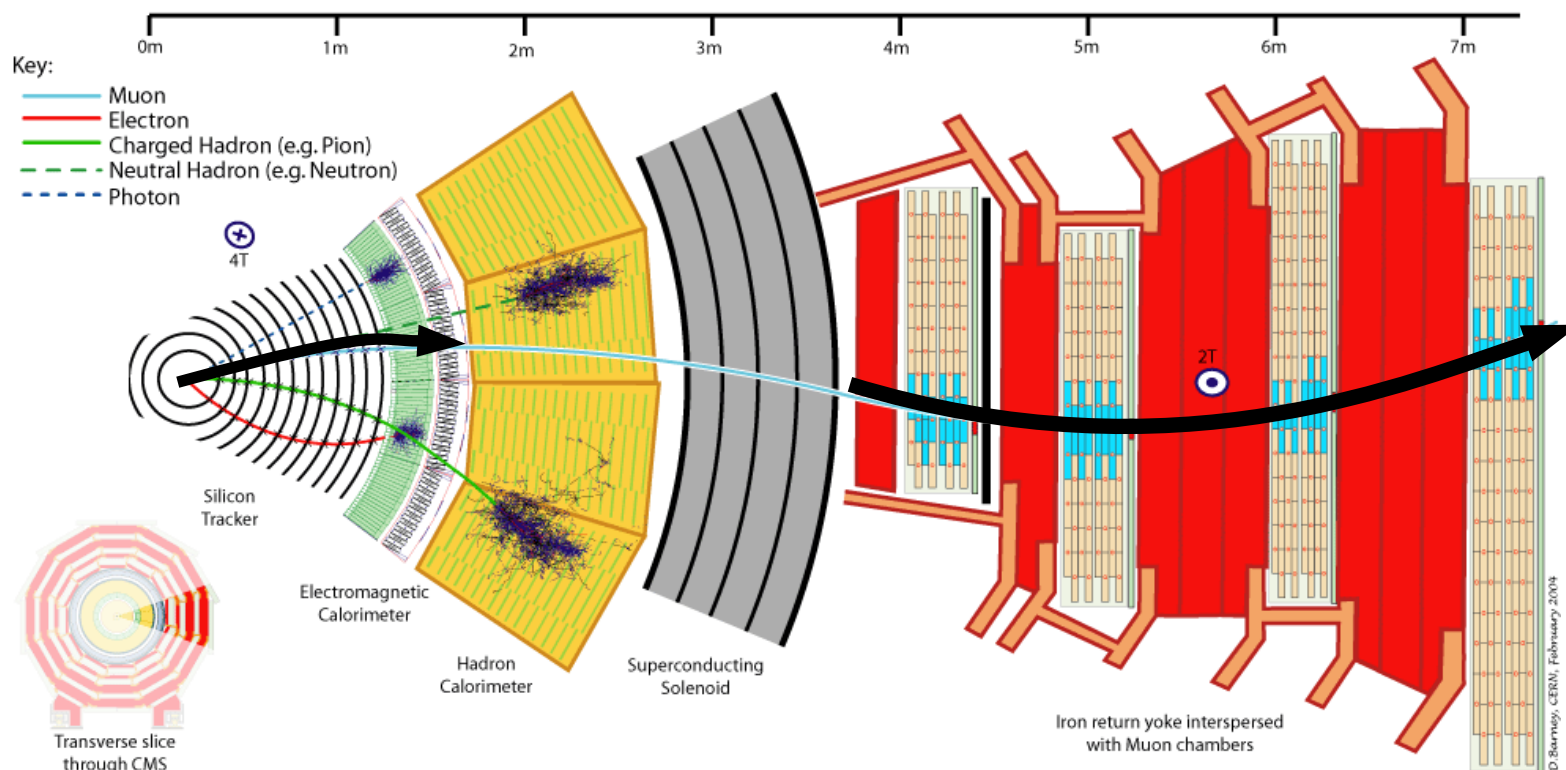 0m
1m
2m
3m
4m
5m
6m
7m
Key:
Muon
Electron
Charged Hadron (e.g. Pion)
Neutral Hadron (e.g. Neutron)
Photon
4T
2T
Silicon
Tracker
Electromagnetic
Calorimeter
Hadron
Calorimeter
Superconducting
Solenoid
Iron return yoke interspersed
with Muon chambers
Transverse slice
through CMS
D.Barney, CERN, February 2004